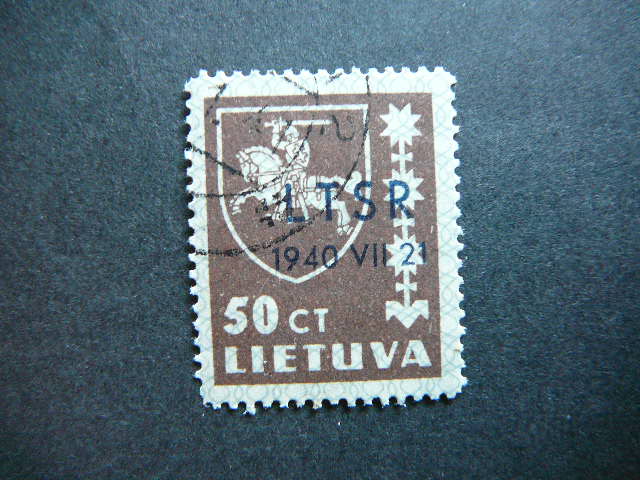 LTSR
1940 VII 21
50 CT
LIETUVA